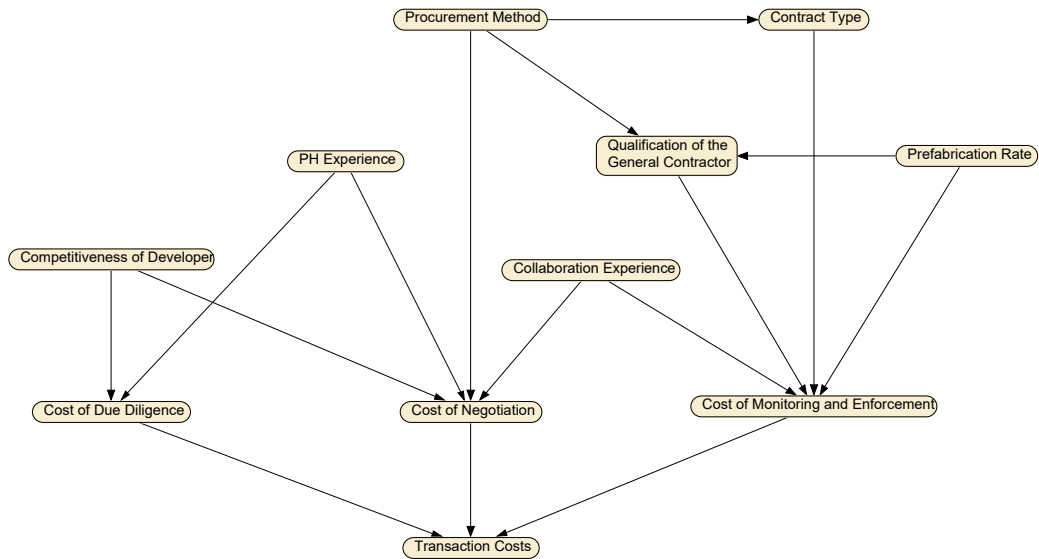 Procurement Method
Contract Type
Qualification of the
General Contractor
Prefabrication Rate
PH Experience
Competitiveness of Developer
Collaboration Experience
Cost of Due Diligence
Cost of Negotiation
Cost of Monitoring and Enforcement
Transaction Costs